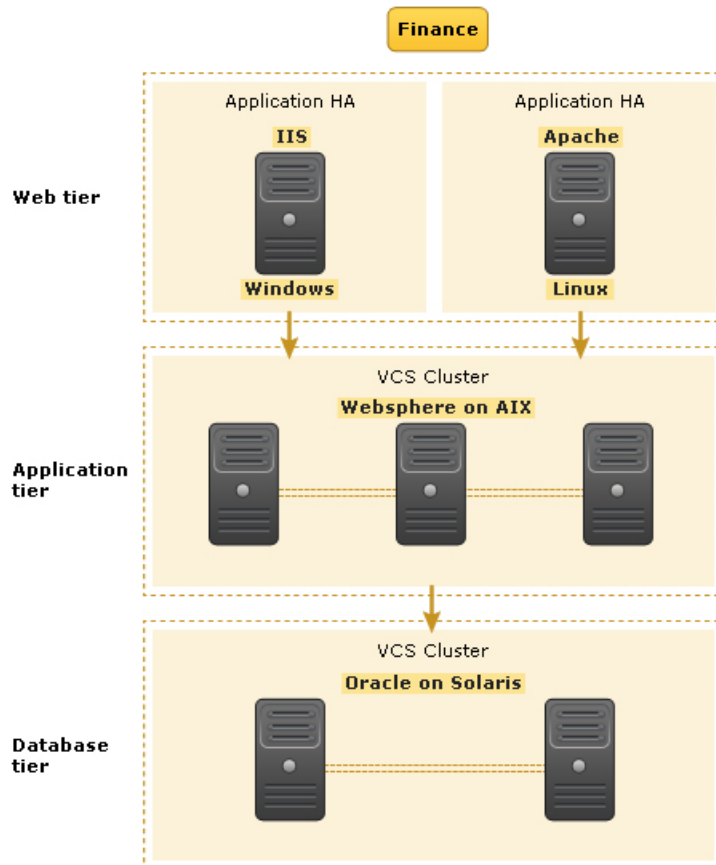 Finance
Application HA
Application HA
IIS
Apache
Web tier
Windows
Linux
VCS Cluster
Websphere on AIX
Application
tier
VCS Cluster
Oracle on Solaris
Database
tier